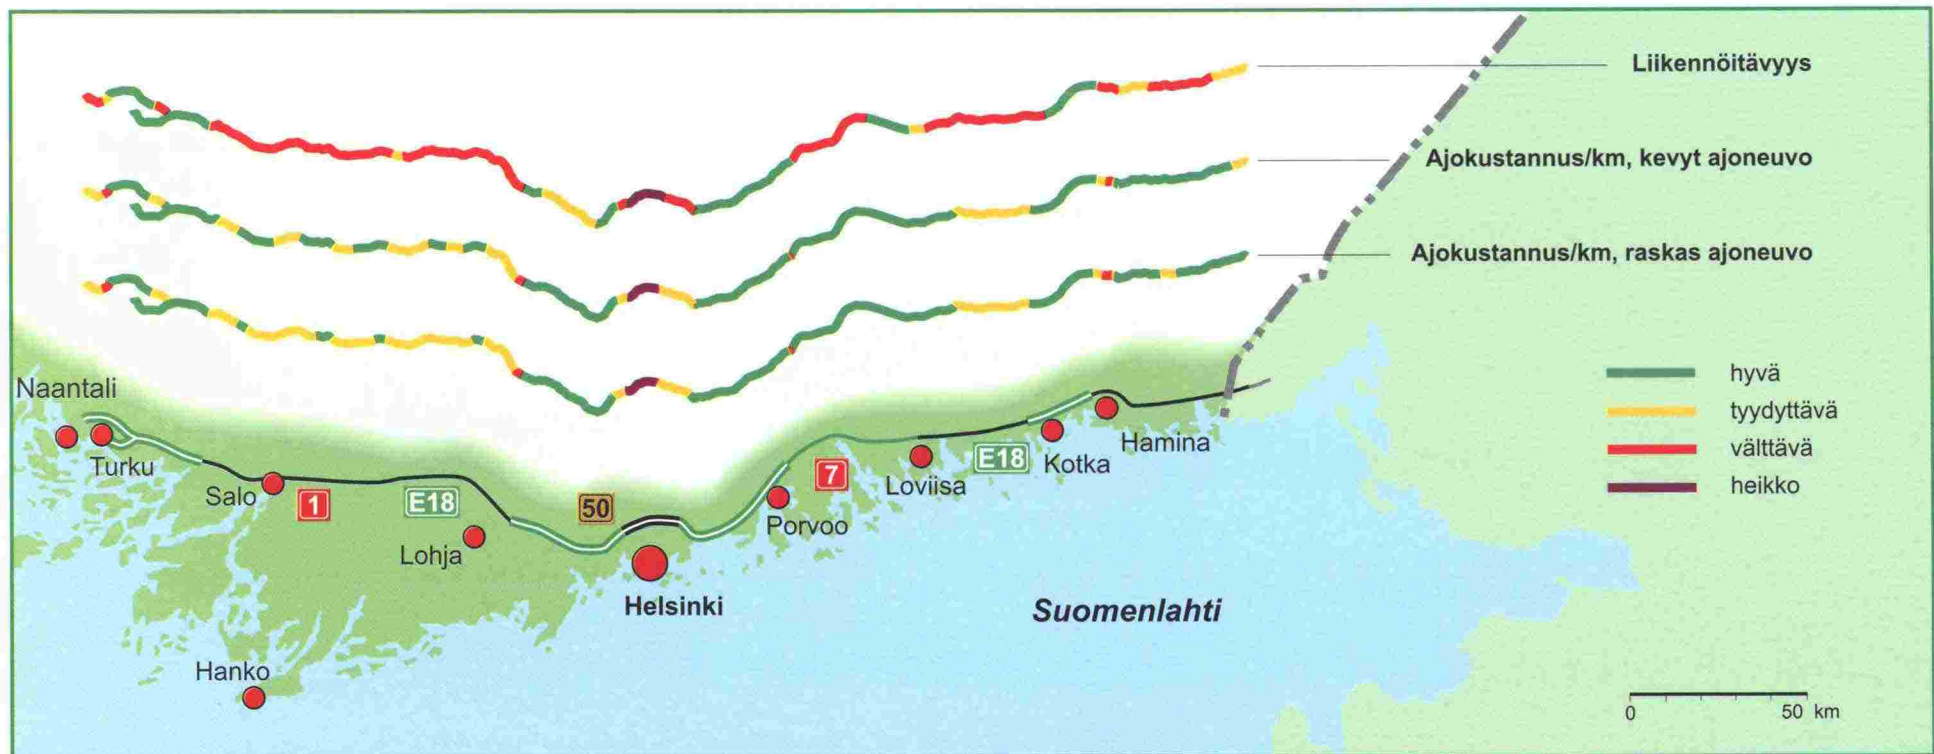 Liikennöitävyys
Ajokustannus/km, kevyt ajoneuvo
Ajokustannus/km, raskas ajoneuvo
hyvä
tyydyttävä
välttävä
heikko
Naantali
Turku
Salo
1
E18
Lohja
50
Helsinki
Hanko
Porvoo
7
Loviisa
E18
Kotka
Hamina
Suomenlahti
0 50 km